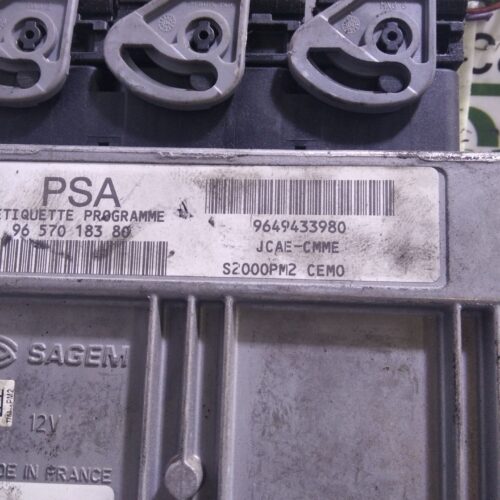 PSA
ETIQUETTE PROGRAMME
96 570 183 80
9649433980
JCAE-CMME
S2000PM2 CEMO
SAGEM
12V
DE IN FRANCE